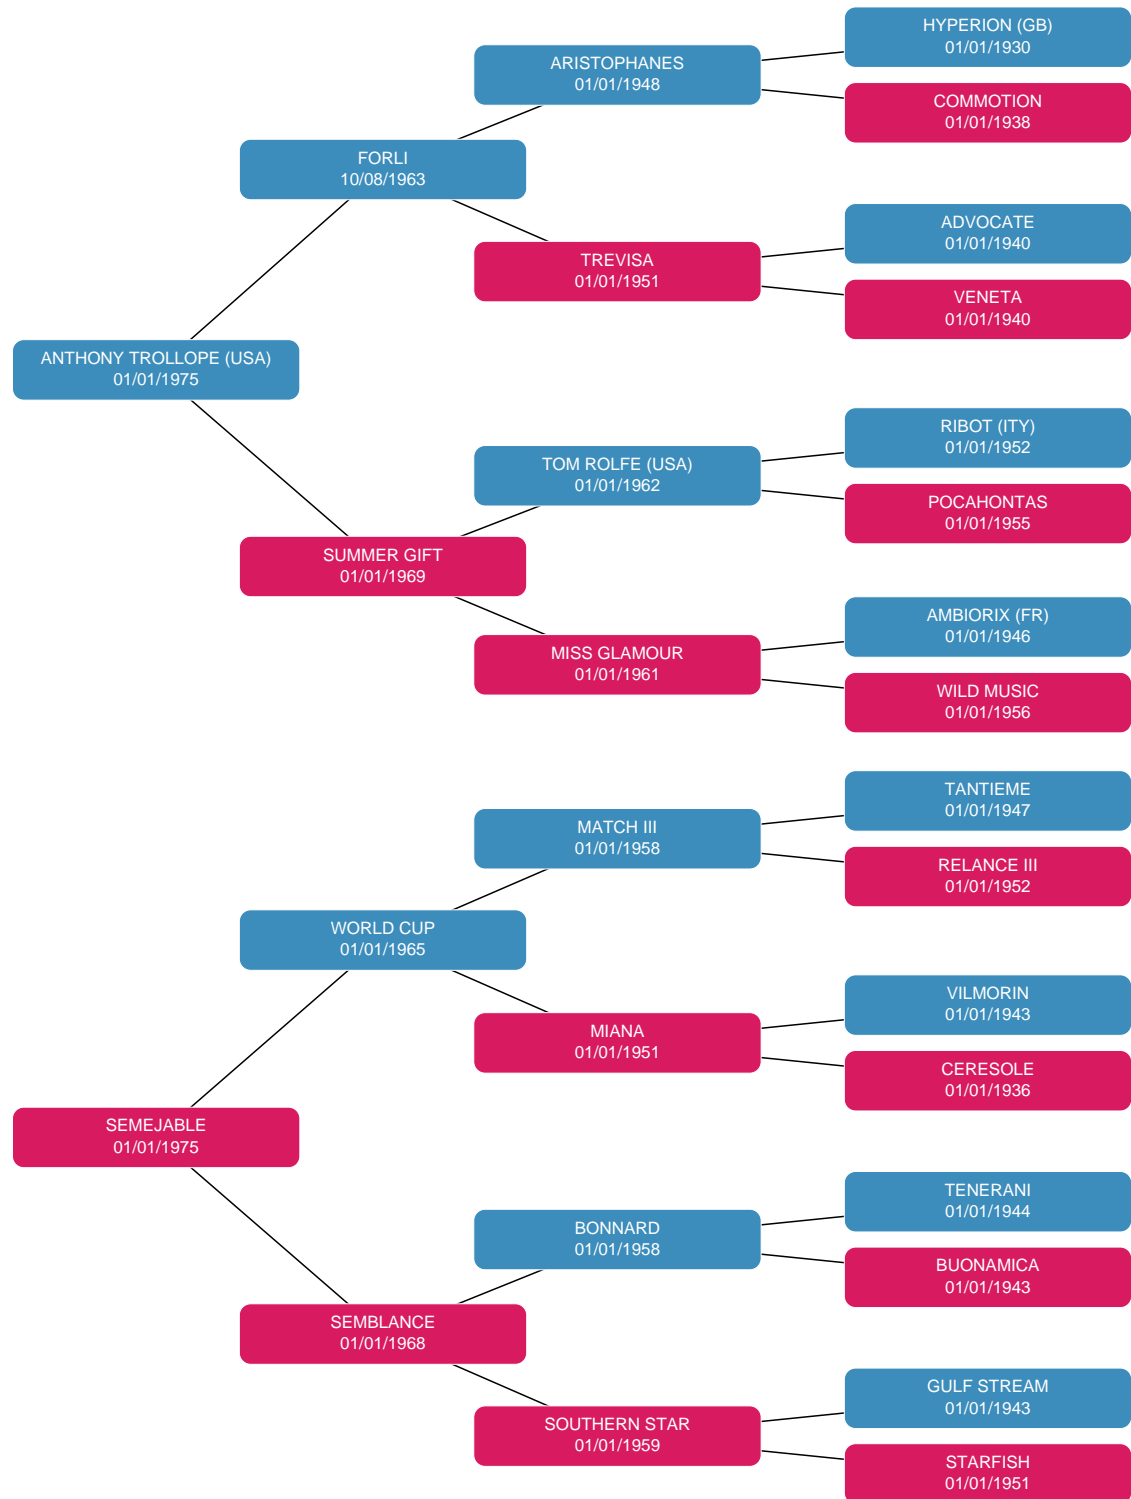 HYPERION (GB)
01/01/1930
ARISTOPHANES
01/01/1948
COMMOTION
01/01/1938
FORLI
10/08/1963
ADVOCATE
01/01/1940
TREVISA
01/01/1951
VENETA
01/01/1940
ANTHONY TROLLOPE (USA)
01/01/1975
RIBOT (ITY)
01/01/1952
TOM ROLFE (USA)
01/01/1962
POCAHONTAS
01/01/1955
SUMMER GIFT
01/01/1969
AMBIORIX (FR)
01/01/1946
MISS GLAMOUR
01/01/1961
WILD MUSIC
01/01/1956
TANTIEME
01/01/1947
MATCH III
01/01/1958
RELANCE III
01/01/1952
WORLD CUP
01/01/1965
VILMORIN
01/01/1943
MIANA
01/01/1951
CERESOLE
01/01/1936
SEMEJABLE
01/01/1975
TENERANI
01/01/1944
BONNARD
01/01/1958
BUONAMICA
01/01/1943
SEMBLANCE
01/01/1968
GULF STREAM
01/01/1943
SOUTHERN STAR
01/01/1959
STARFISH
01/01/1951